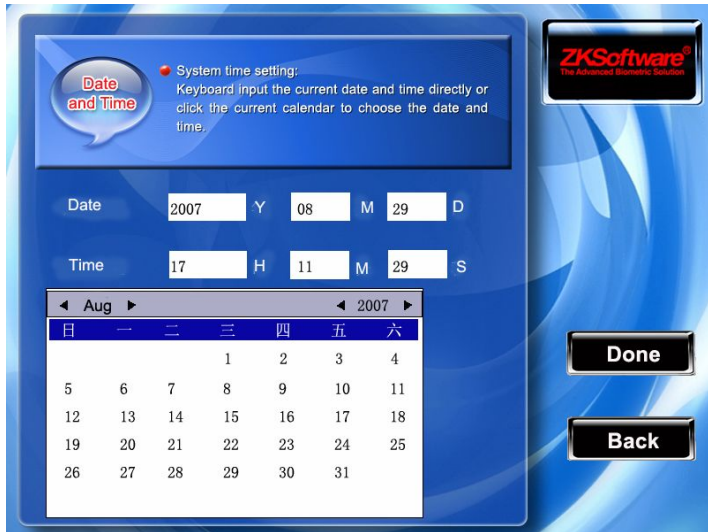 Date
and Time
System time setting:
Keyboard input the current date and time directly or
click the current calendar to choose the date and
time.
ZKSoftware®
The Advanced Biometric Solution
Date 2007 Y 08 M 29 D
Time 17 H 11 M 29 S
Aug 2007
日 一 二 三 四 五 六
1 2 3 4
5 6 7 8 9 10 11
12 13 14 15 16 17 18
19 20 21 22 23 24 25
26 27 28 29 30 31
Done
Back